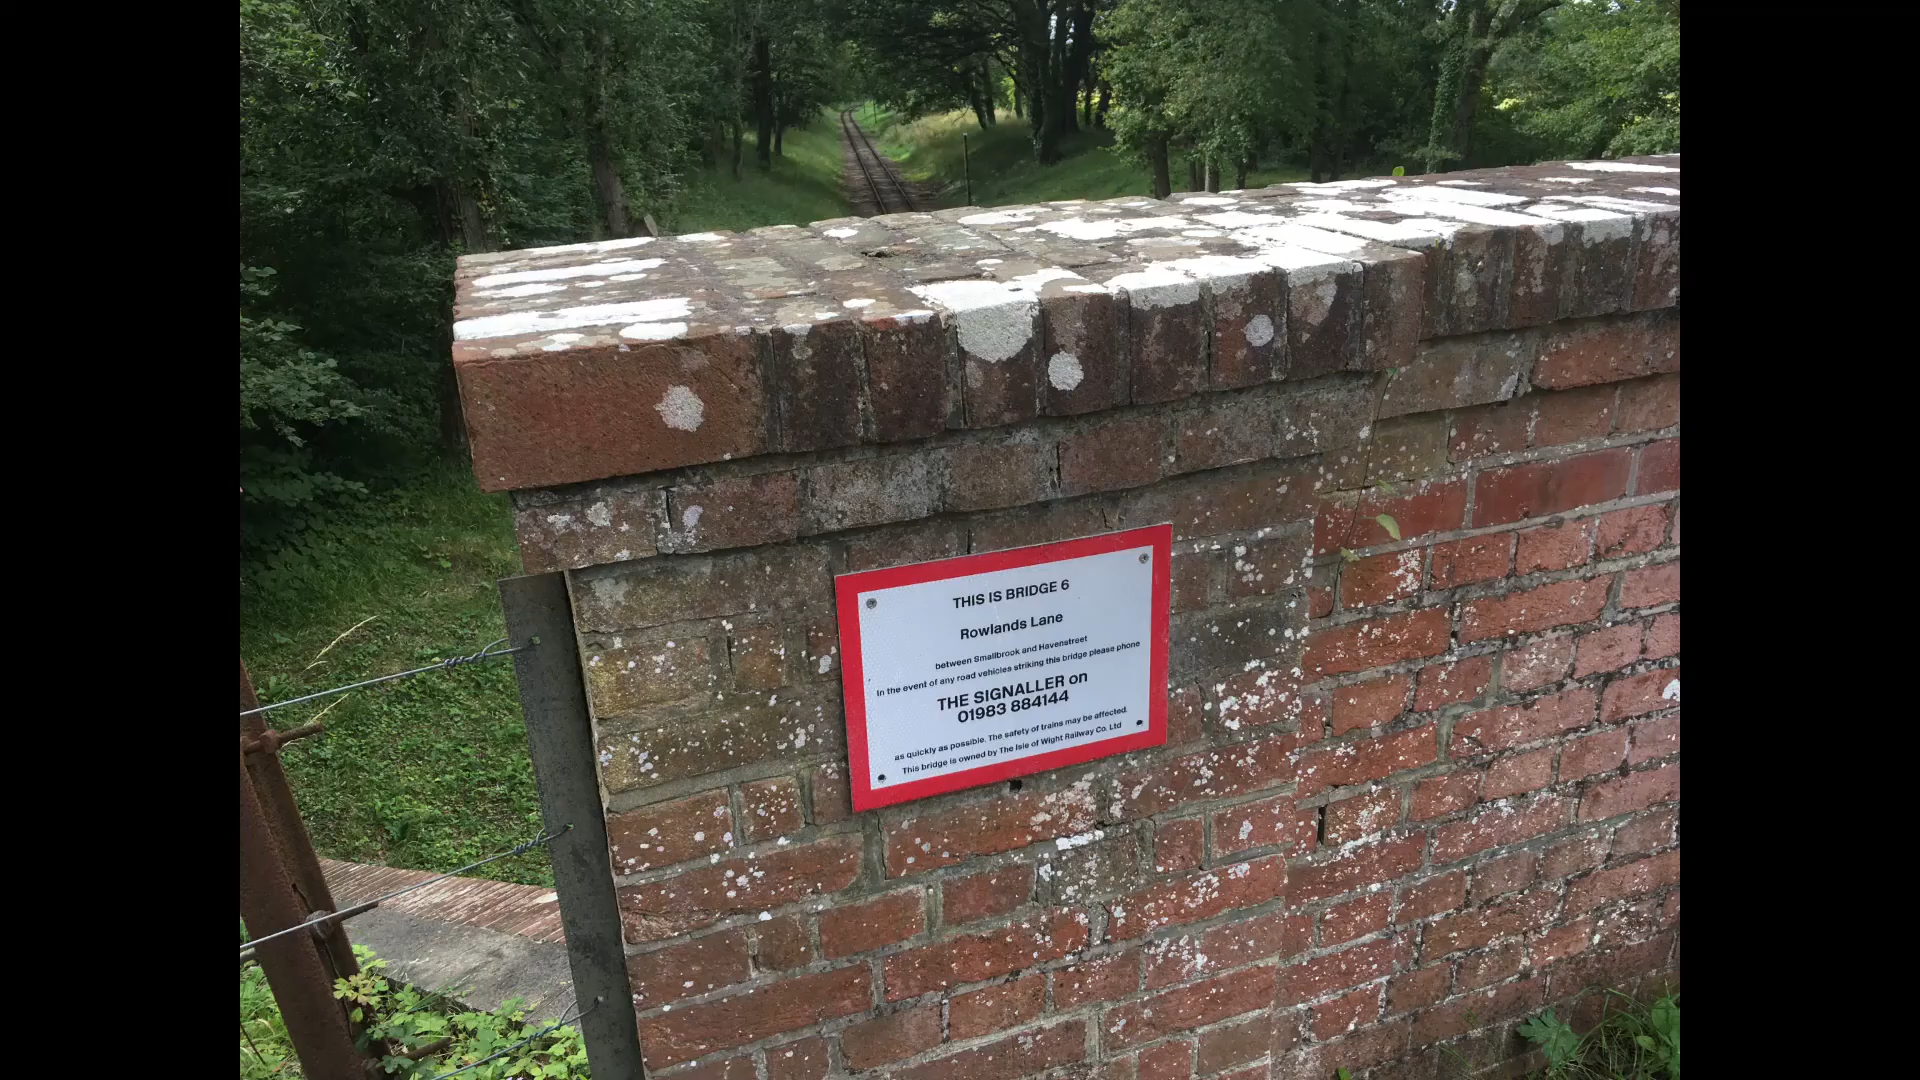 THIS IS BRIDGE 6
Rowlands Lane
between Smallbrook and Havenstreet
In the event of any road vehicles striking this bridge please phone
THE SIGNALLER on
01983 884144
as quickly as possible. The safety of trains may be affected.
This bridge is owned by The Isle of Wight Railway Co. Ltd